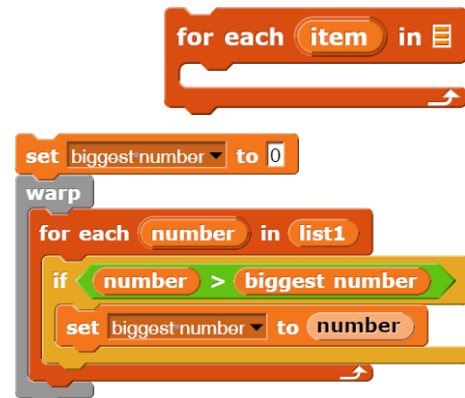 for each item in
set biggest number to 0
warp
for each number in list1
if number > biggest number
set biggest number to number